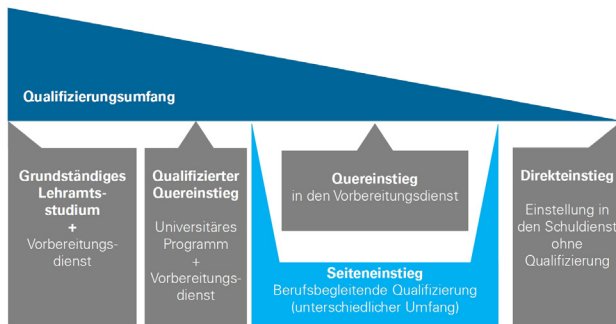 Qualifizierungsumfang
Grundständiges
Lehramts-
studium
+
Vorbereitungs-
dienst
Qualifizierter
Quereinstieg
Universitäres
Programm
+
Vorbereitungs-
dienst
Quereinstieg
in den Vorbereitungsdienst
Seiteneinstieg
Berufsbegleitende Qualifizierung
(unterschiedlicher Umfang)
Direkteinstieg
Einstellung in
den Schuldienst
ohne
Qualifizierung